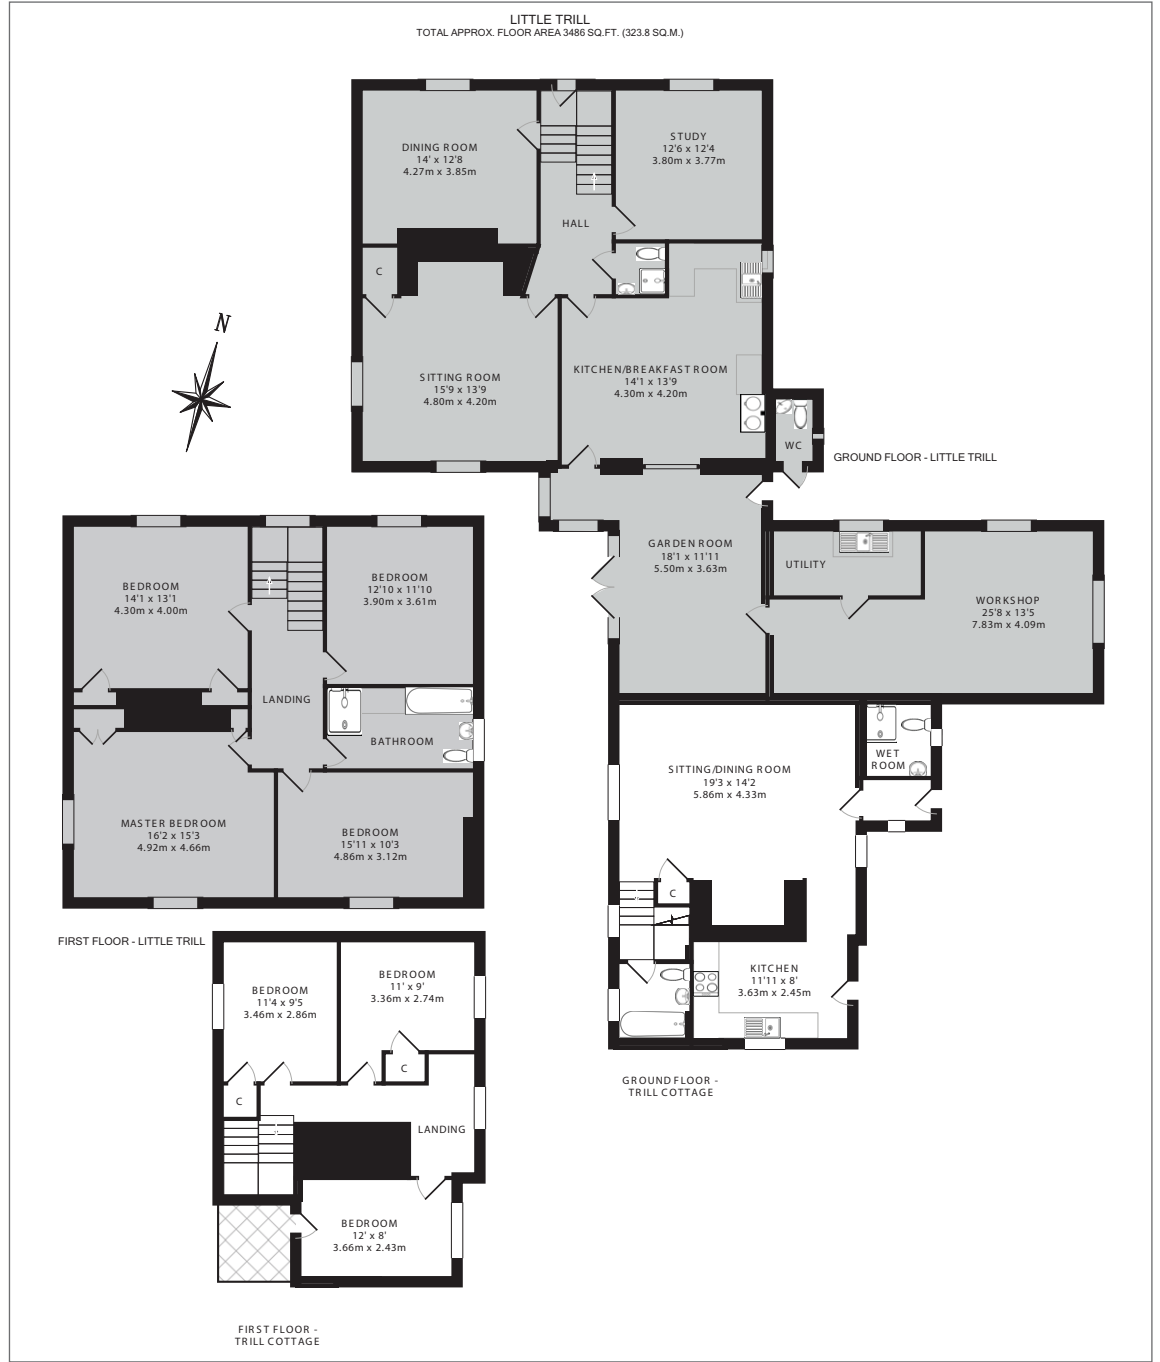 LITTLE TRILL
TOTAL APPROX. FLOOR AREA 3486 SQ.FT. (323.8 SQ.M.)
DINING ROOM
14' x 12'8
4.27m x 3.85m
STUDY
12'6 x 12'4
3.80m x 3.77m
HALL
C
N
SITTING ROOM
15'9 x 13'9
4.80m x 4.20m
KITCHEN/BREAKFAST ROOM
14'1 x 13'9
4.30m x 4.20m
WC
GROUND FLOOR - LITTLE TRILL
GARDEN ROOM
18'1 x 11'11
5.50m x 3.63m
UTILITY
WORKSHOP
25'8 x 13'5
7.83m x 4.09m
BEDROOM
14'1 x 13'1
4.30m x 4.00m
BEDROOM
12'10 x 11'10
3.90m x 3.61m
LANDING
BATHROOM
MASTER BEDROOM
16'2 x 15'3
4.92m x 4.66m
BEDROOM
15'11 x 10'3
4.86m x 3.12m
FIRST FLOOR - LITTLE TRILL
SITTING/DINING ROOM
19'3 x 14'2
5.86m x 4.33m
WET
ROOM
C
KITCHEN
11'11 x 8'
3.63m x 2.45m
GROUND FLOOR -
TRILL COTTAGE
BEDROOM
11'4 x 9'5
3.46m x 2.86m
BEDROOM
11' x 9'
3.36m x 2.74m
C
C
LANDING
BEDROOM
12' x 8'
3.66m x 2.43m
FIRST FLOOR -
TRILL COTTAGE